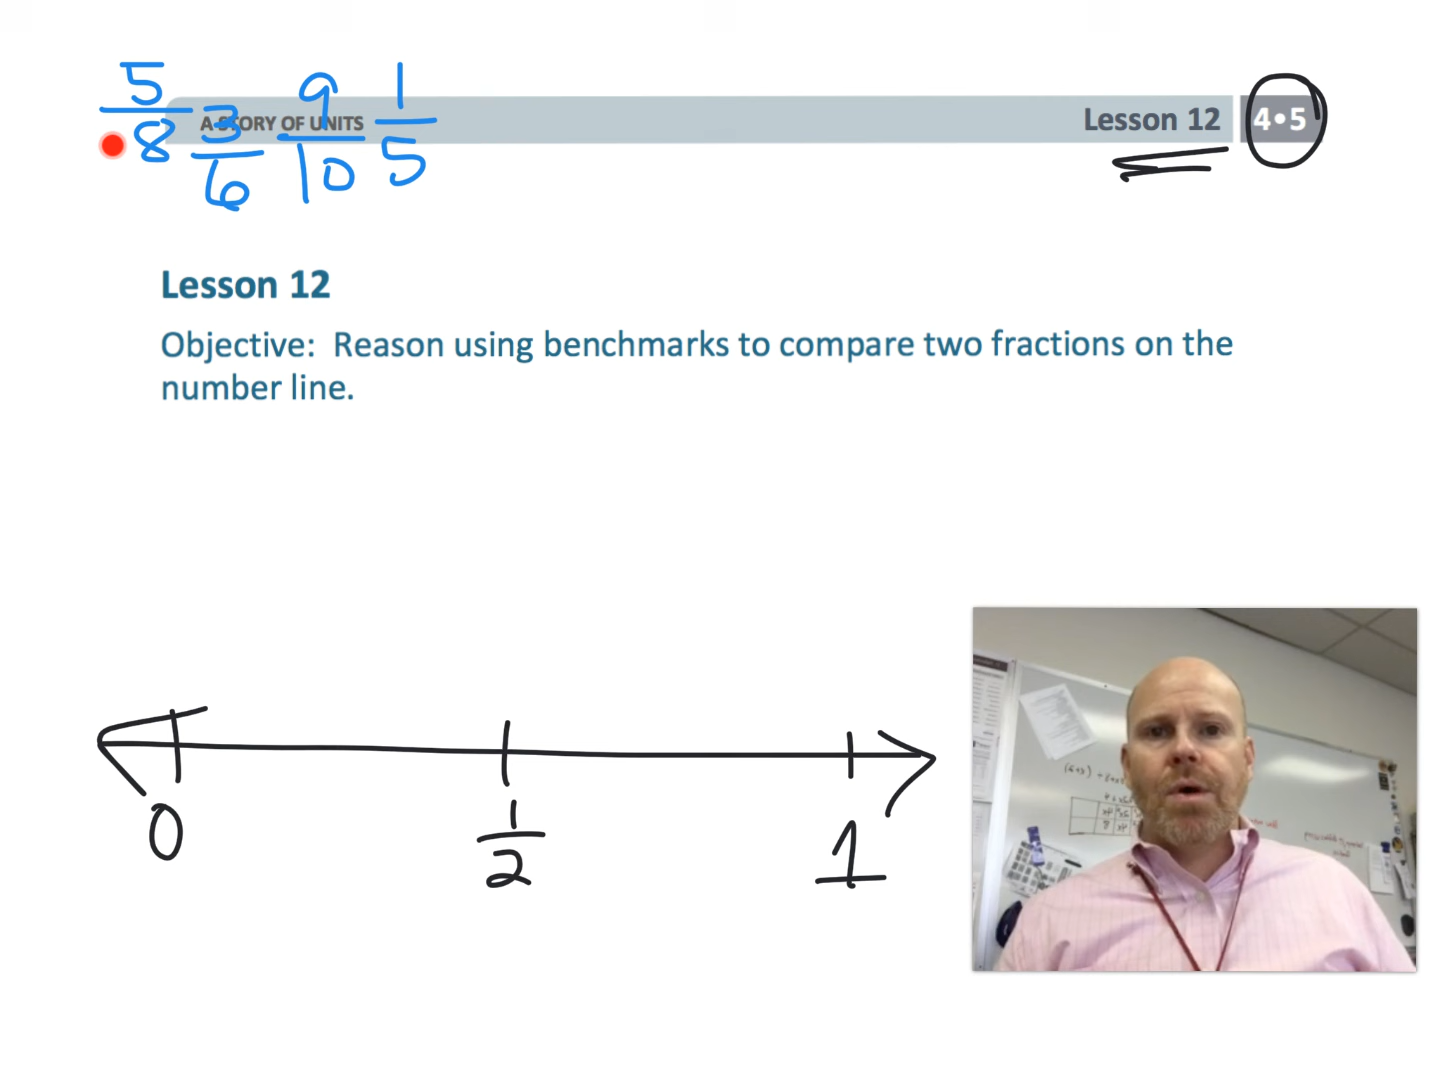 5/8 3/6 9/10 1/5
A STORY OF UNITS Lesson 12 4•5
Lesson 12
Objective: Reason using benchmarks to compare two fractions on the
number line.
0 1/2 1